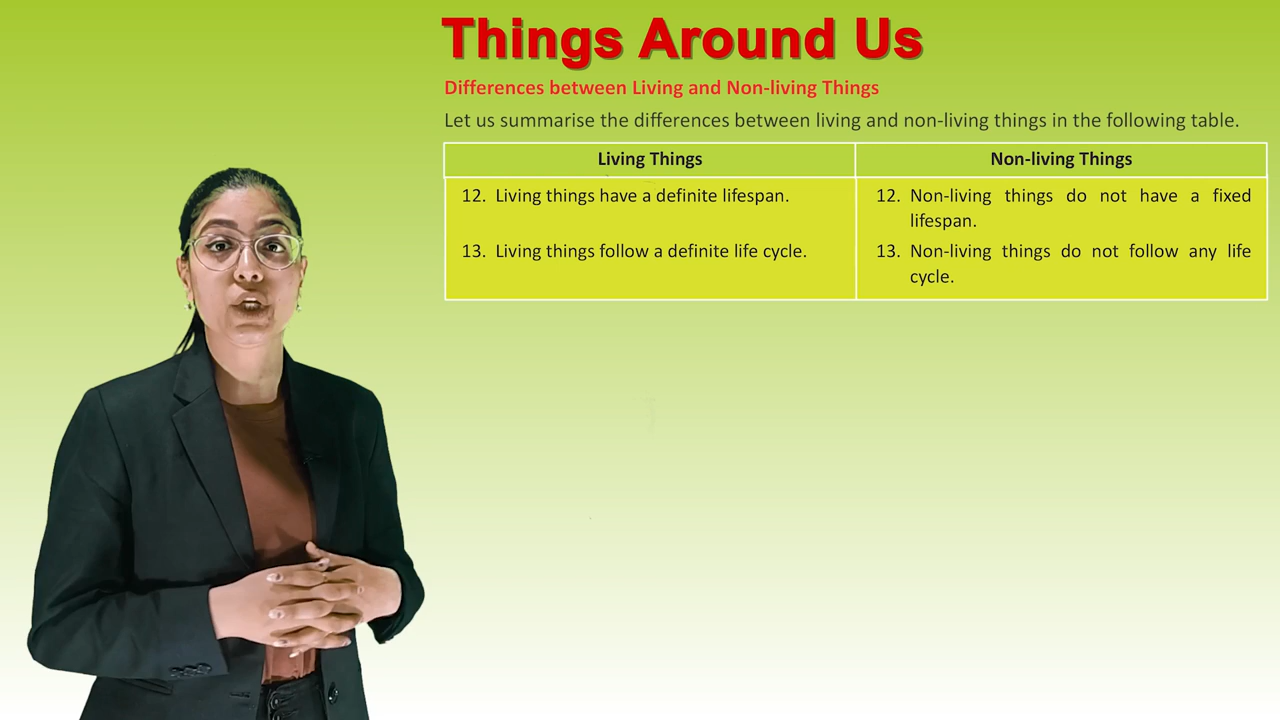 Things Around Us
Differences between Living and Non-living Things
Let us summarise the differences between living and non-living things in the following table.
Living Things
Non-living Things
12. Living things have a definite lifespan.
12. Non-living things do not have a fixed
lifespan.
13. Living things follow a definite life cycle.
13. Non-living things do not follow any life
cycle.